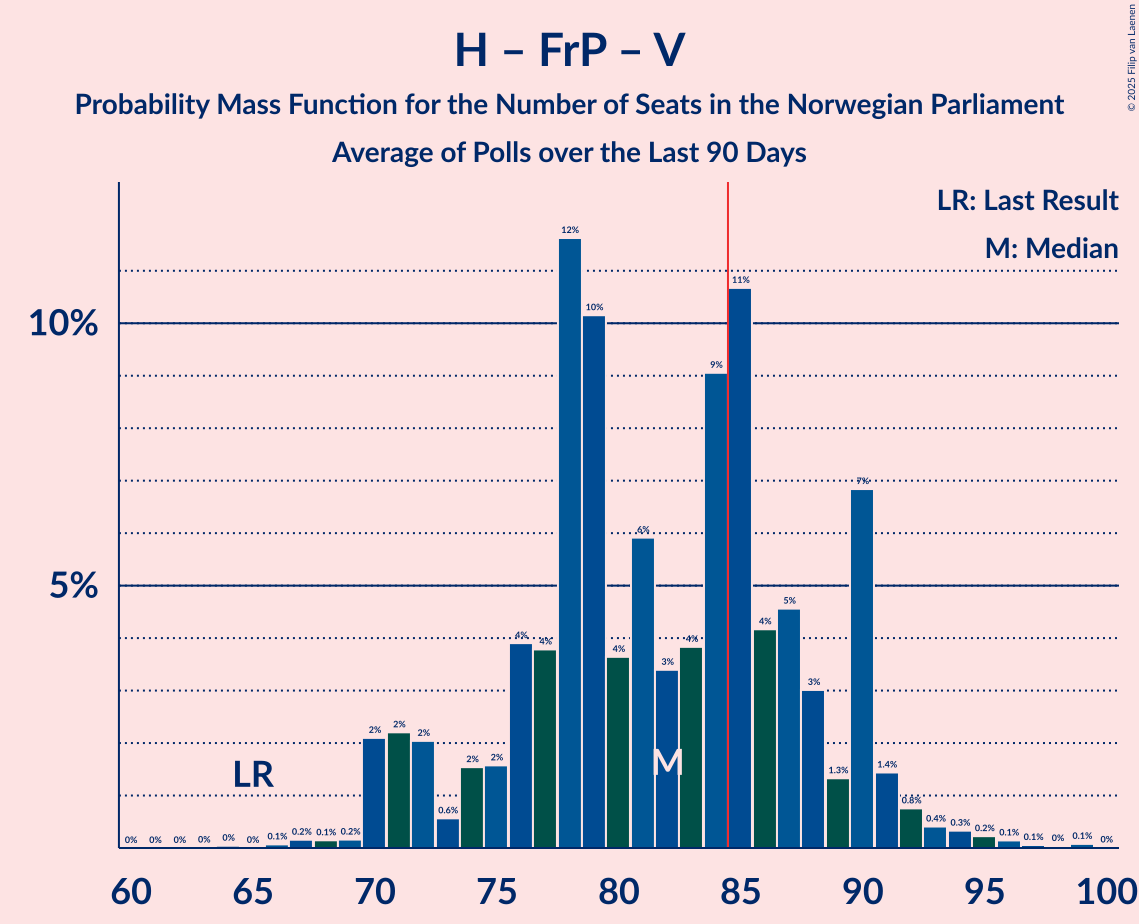 © 2025 Filip van Laenen
H – FrP – V
Probability Mass Function for the Number of Seats in the Norwegian Parliament
Average of Polls over the Last 90 Days
LR: Last Result
M: Median
10%
5%
LR
M
0% 0% 0% 0% 0% 0% 0.1% 0.2% 0.1% 0.2% 2% 2% 2% 0.6% 2% 2% 4% 4% 12% 10% 4% 6% 3% 4% 9% 11% 4% 5% 3% 1.3% 7% 1.4% 0.8% 0.4% 0.3% 0.2% 0.1% 0.1% 0% 0.1% 0%
60 65 70 75 80 85 90 95 100